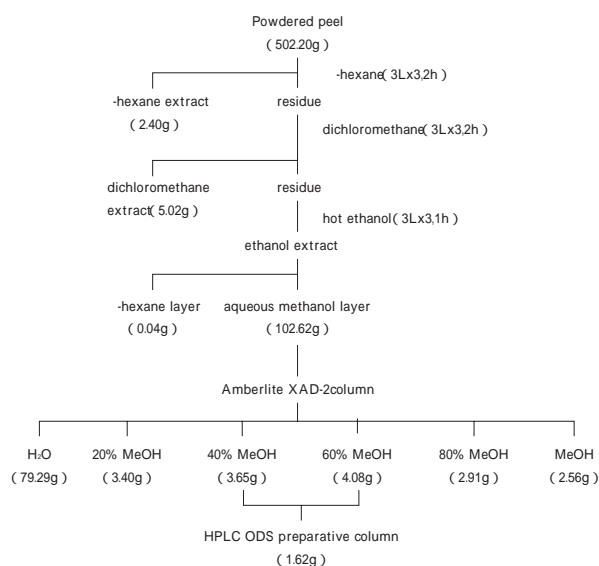 Powdered peel
( 502.20g )
-hexane( 3Lx3,2h )
-hexane extract
residue
( 2.40g )
dichloromethane( 3Lx3,2h )
dichloromethane
residue
extract( 5.02g )
hot ethanol( 3Lx3,1h )
ethanol extract
-hexane layer
aqueous methanol layer
( 0.04g )
( 102.62g )
Amberlite XAD-2column
H₂O
20% MeOH
40% MeOH
60% MeOH
80% MeOH
MeOH
( 79.29g )
( 3.40g )
( 3.65g )
( 4.08g )
( 2.91g )
( 2.56g )
HPLC ODS preparative column
( 1.62g )